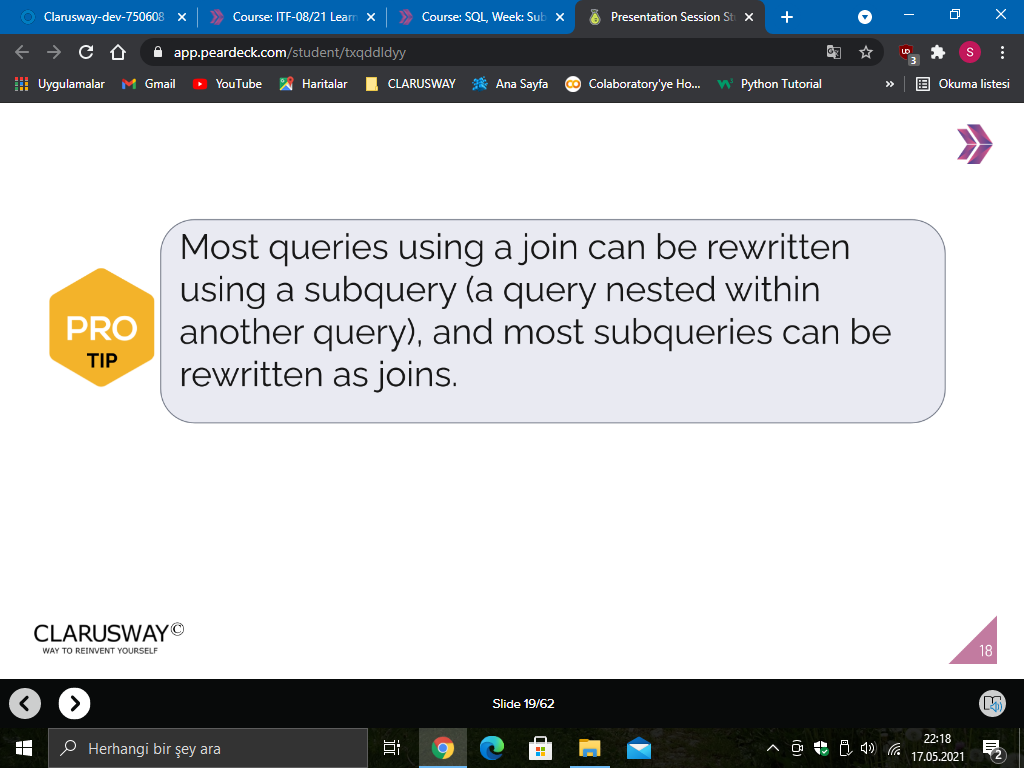 Clarusway-dev-750608
Course: ITF-08/21 Learn
Course: SQL, Week: Sub
Presentation Session St
app.peardeck.com/student/txqddldyy
3
S
Uygulamalar
Gmail
YouTube
Haritalar
CLARUSWAY
Ana Sayfa
Colaboratory'ye Ho...
Python Tutorial
»
Okuma listesi
Most queries using a join can be rewritten
using a subquery (a query nested within
another query), and most subqueries can be
rewritten as joins.
PRO
TIP
CLARUSWAY©
WAY TO REINVENT YOURSELF
18
Slide 19/62
Herhangi bir şey ara
22:18
17.05.2021
2